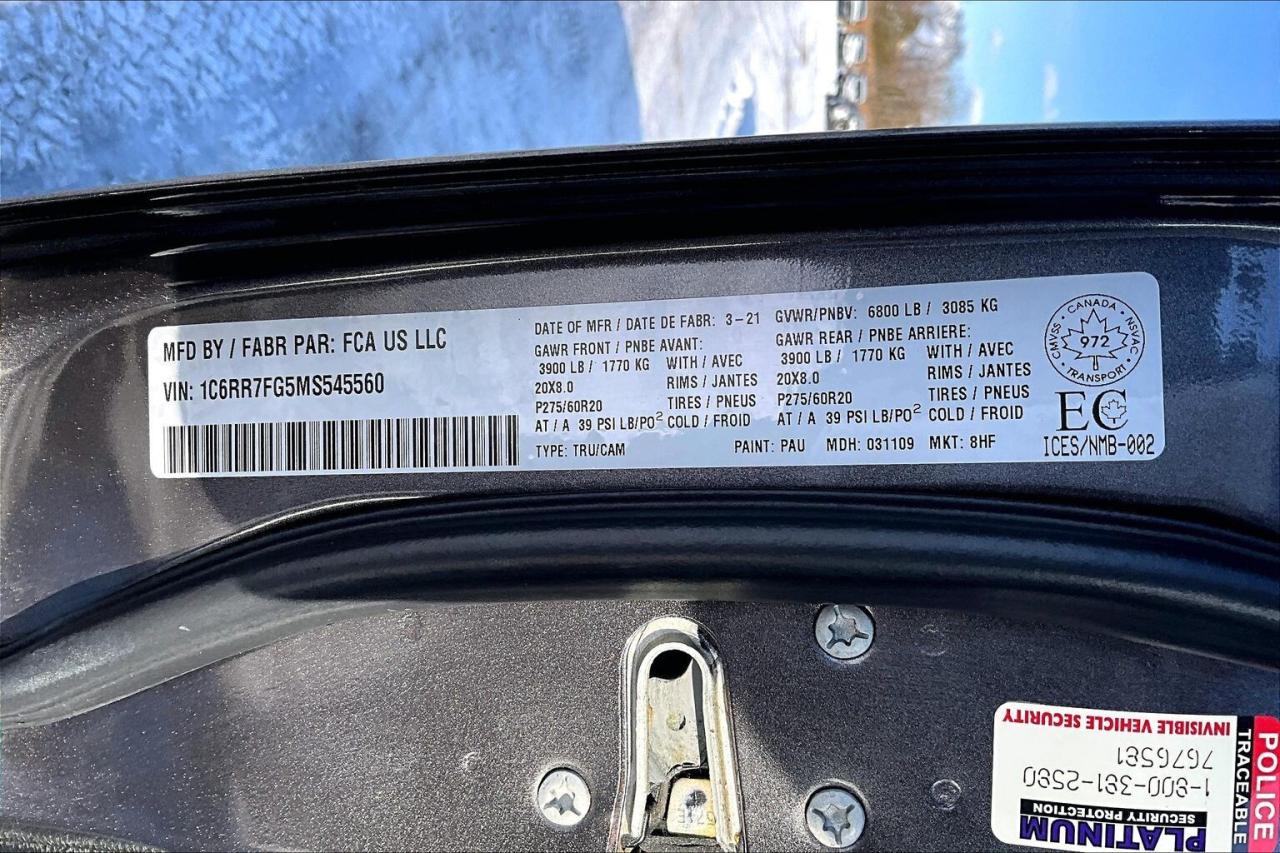 MFD BY / FABR PAR: FCA US LLC
VIN: 1C6RR7FG5MS545560
DATE OF MFR / DATE DE FABR: 3-21
GAWR FRONT / PNBE AVANT:
3900 LB / 1770 KG WITH / AVEC
20X8.0 RIMS / JANTES
P275/60R20 TIRES / PNEUS
AT / A 39 PSI LB/PO² COLD / FROID
GVWR/PNBV: 6800 LB / 3085 KG
GAWR REAR / PNBE ARRIERE:
3900 LB / 1770 KG WITH / AVEC
20X8.0 RIMS / JANTES
P275/60R20 TIRES / PNEUS
AT / A 39 PSI LB/PO² COLD / FROID
TYPE: TRU/CAM PAINT: PAU MDH: 031109 MKT: 8HF
CANADA
CMVSS 972 NSVAC
TRANSPORT
EC
ICES/NMB-002
POLICE
TRACEABLE
PLATINUM
SECURITY PROTECTION
1-800-381-2580
7676581
INVISIBLE VEHICLE SECURITY